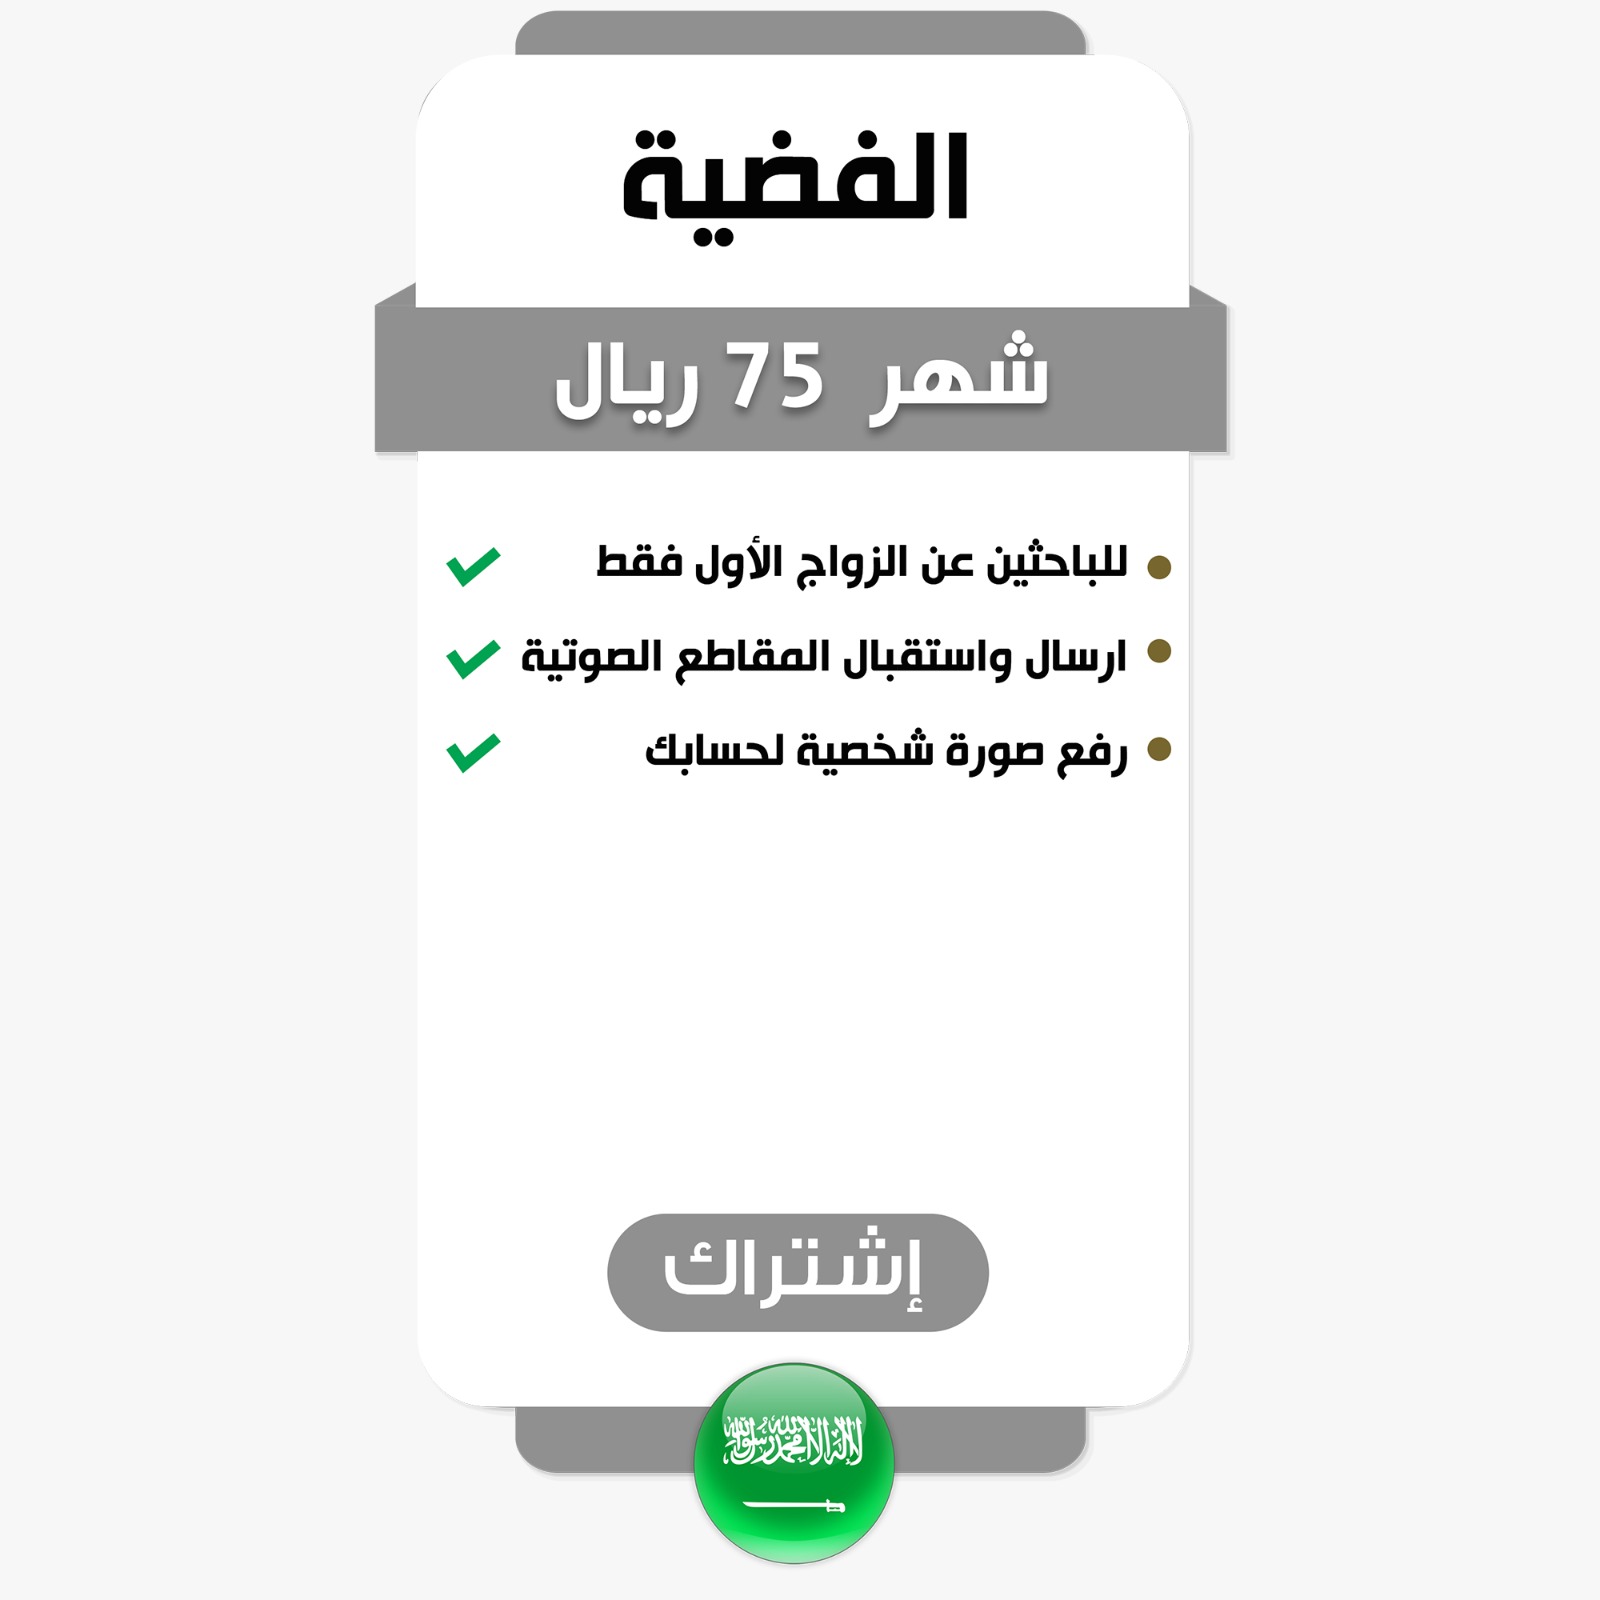 الفضية
شهر 75 ريال
للباحثين عن الزواج الأول فقط
ارسال واستقبال المقاطع الصوتية
رفع صورة شخصية لحسابك
إشتراك
لا إله إلا الله محمد رسول الله